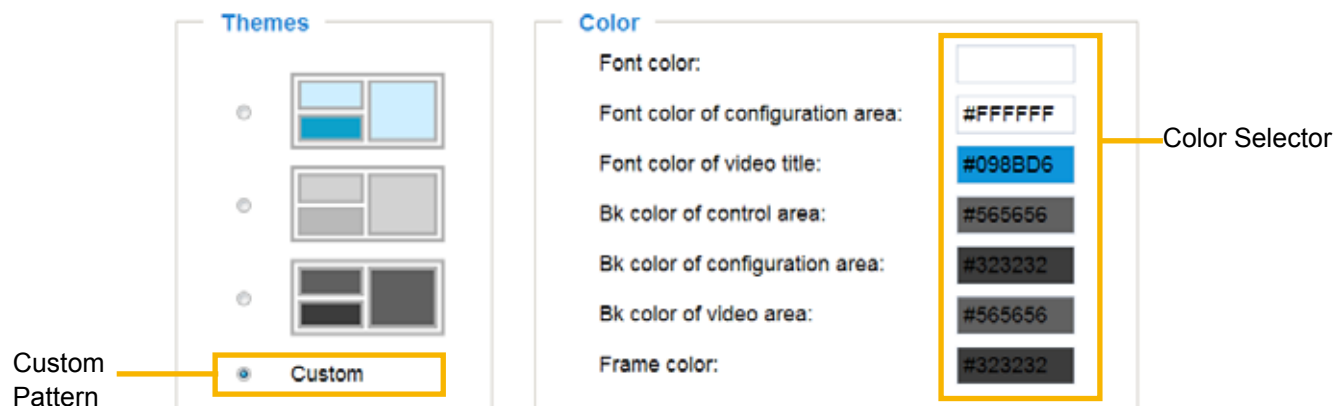 Themes
Custom
Custom
Pattern
Color
Font color:
Font color of configuration area: #FFFFFF
Font color of video title: #098BD6
Bk color of control area: #565656
Bk color of configuration area: #323232
Bk color of video area: #565656
Frame color: #323232
Color Selector